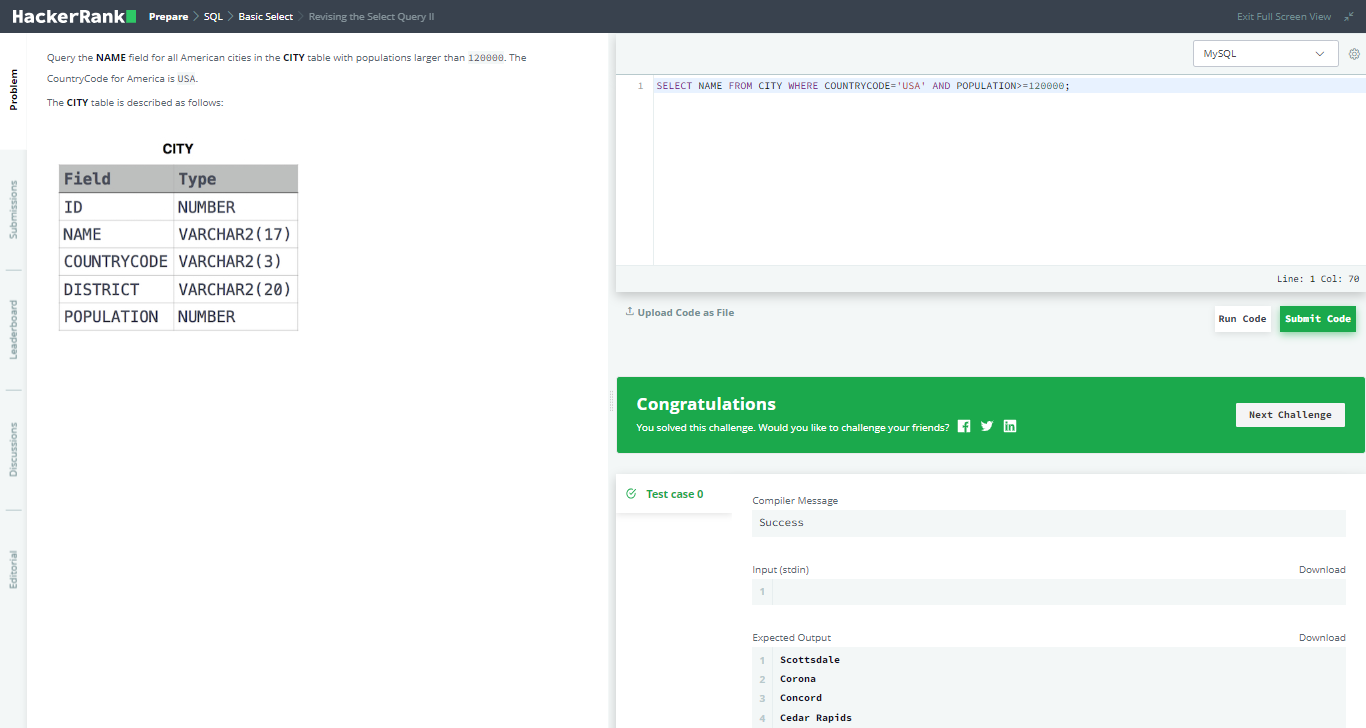 HackerRank Prepare > SQL > Basic Select > Revising the Select Query II Exit Full Screen View
Problem
Submissions
Leaderboard
Discussions
Editorial
Query the NAME field for all American cities in the CITY table with populations larger than 120000. The
CountryCode for America is USA.
The CITY table is described as follows:
CITY
Field Type
ID NUMBER
NAME VARCHAR2(17)
COUNTRYCODE VARCHAR2(3)
DISTRICT VARCHAR2(20)
POPULATION NUMBER
MySQL
1 SELECT NAME FROM CITY WHERE COUNTRYCODE='USA' AND POPULATION>=120000;
Line: 1 Col: 70
Upload Code as File Run Code Submit Code
Congratulations
You solved this challenge. Would you like to challenge your friends?
Next Challenge
Test case 0
Compiler Message
Success
Input (stdin) Download
1
Expected Output Download
1 Scottsdale
2 Corona
3 Concord
4 Cedar Rapids